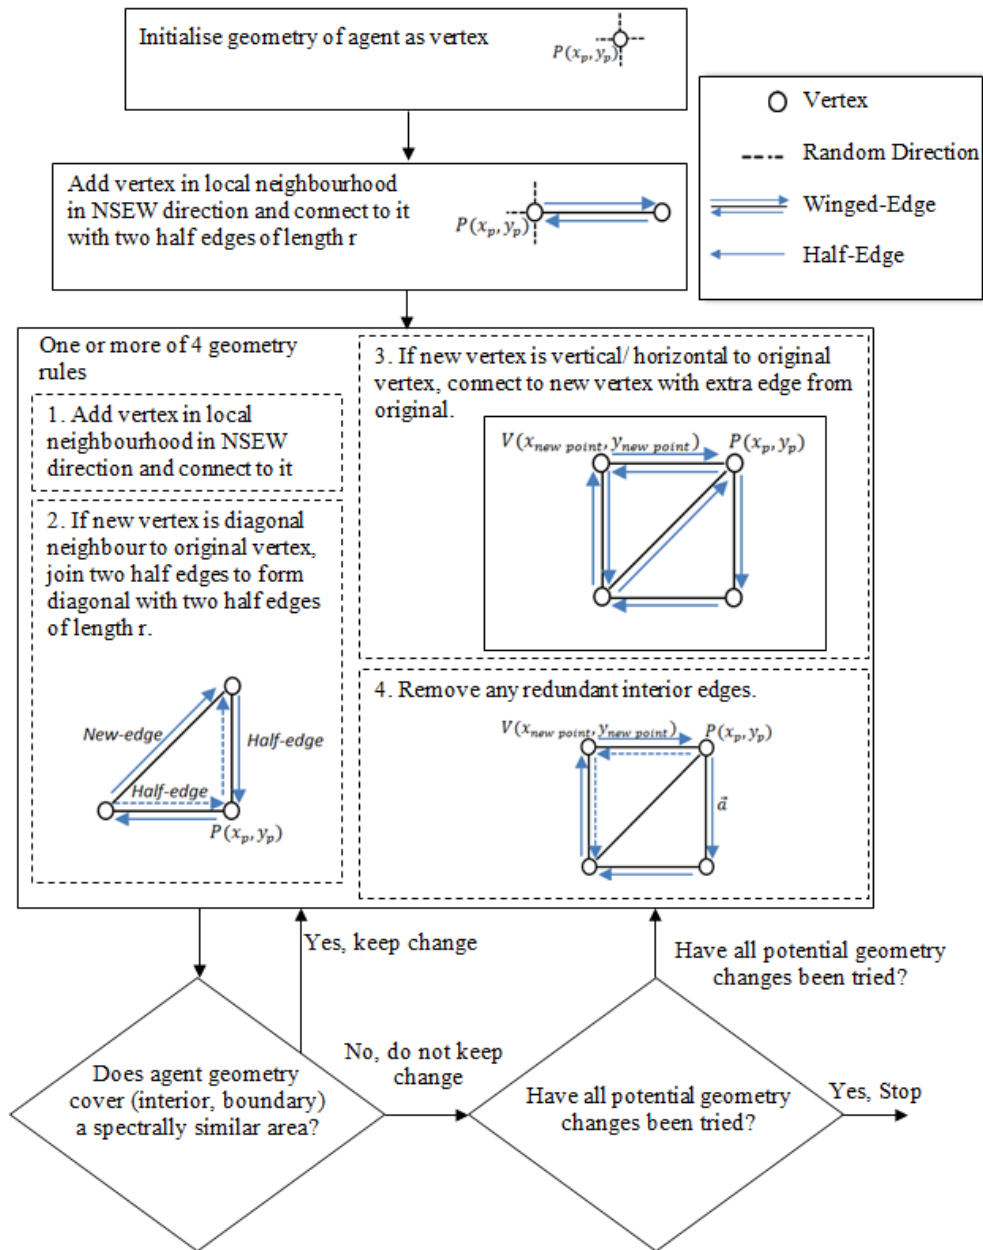 Initialise geometry of agent as vertex
P(x_p, y_p)
Vertex
Random Direction
Winged-Edge
Half-Edge
Add vertex in local neighbourhood
in NSEW direction and connect to it
with two half edges of length r
P(x_p, y_p)
One or more of 4 geometry
rules
1. Add vertex in local
neighbourhood in NSEW
direction and connect to it
2. If new vertex is diagonal
neighbour to original vertex,
join two half edges to form
diagonal with two half edges
of length r.
New-edge
Half-edge
Half-edge
P(x_p, y_p)
3. If new vertex is vertical/ horizontal to original
vertex, connect to new vertex with extra edge from
original.
V(x_{new point}, y_{new point})
P(x_p, y_p)
4. Remove any redundant interior edges.
V(x_{new point}, y_{new point})
P(x_p, y_p)
a⃗
Yes, keep change
Have all potential geometry
changes been tried?
Does agent geometry
cover (interior, boundary)
a spectrally similar area?
No, do not keep
change
Have all potential geometry
changes been tried?
Yes, Stop